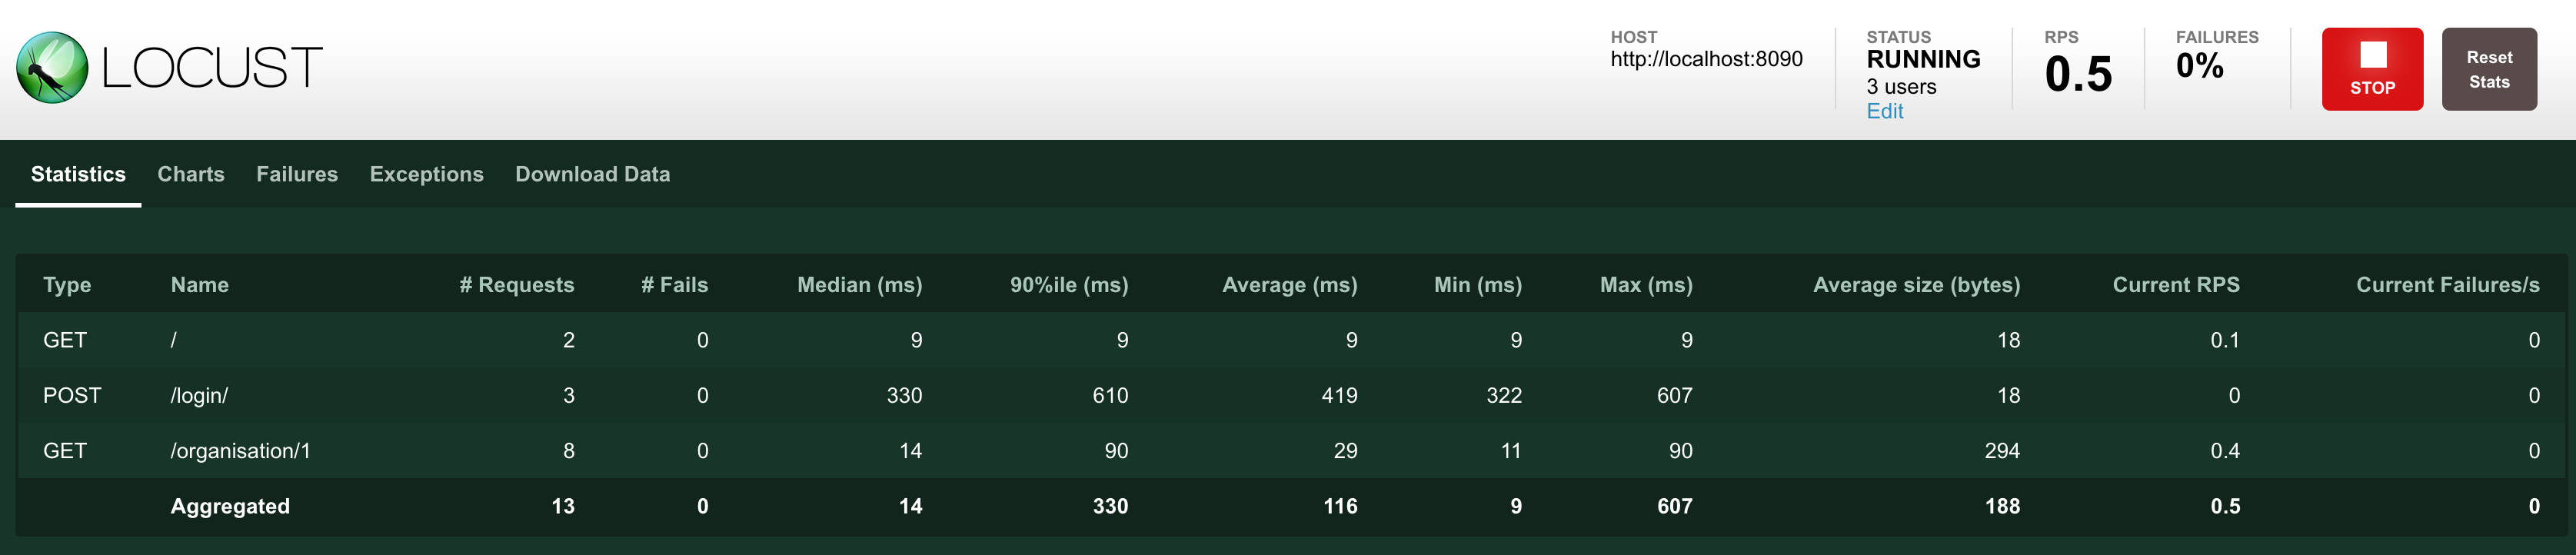 LOCUST
HOST
http://localhost:8090
STATUS
RUNNING
3 users
Edit
RPS
0.5
FAILURES
0%
STOP
Reset
Stats
Statistics Charts Failures Exceptions Download Data
Type Name # Requests # Fails Median (ms) 90%ile (ms) Average (ms) Min (ms) Max (ms) Average size (bytes) Current RPS Current Failures/s
GET / 2 0 9 9 9 9 9 18 0.1 0
POST /login/ 3 0 330 610 419 322 607 18 0 0
GET /organisation/1 8 0 14 90 29 11 90 294 0.4 0
Aggregated 13 0 14 330 116 9 607 188 0.5 0